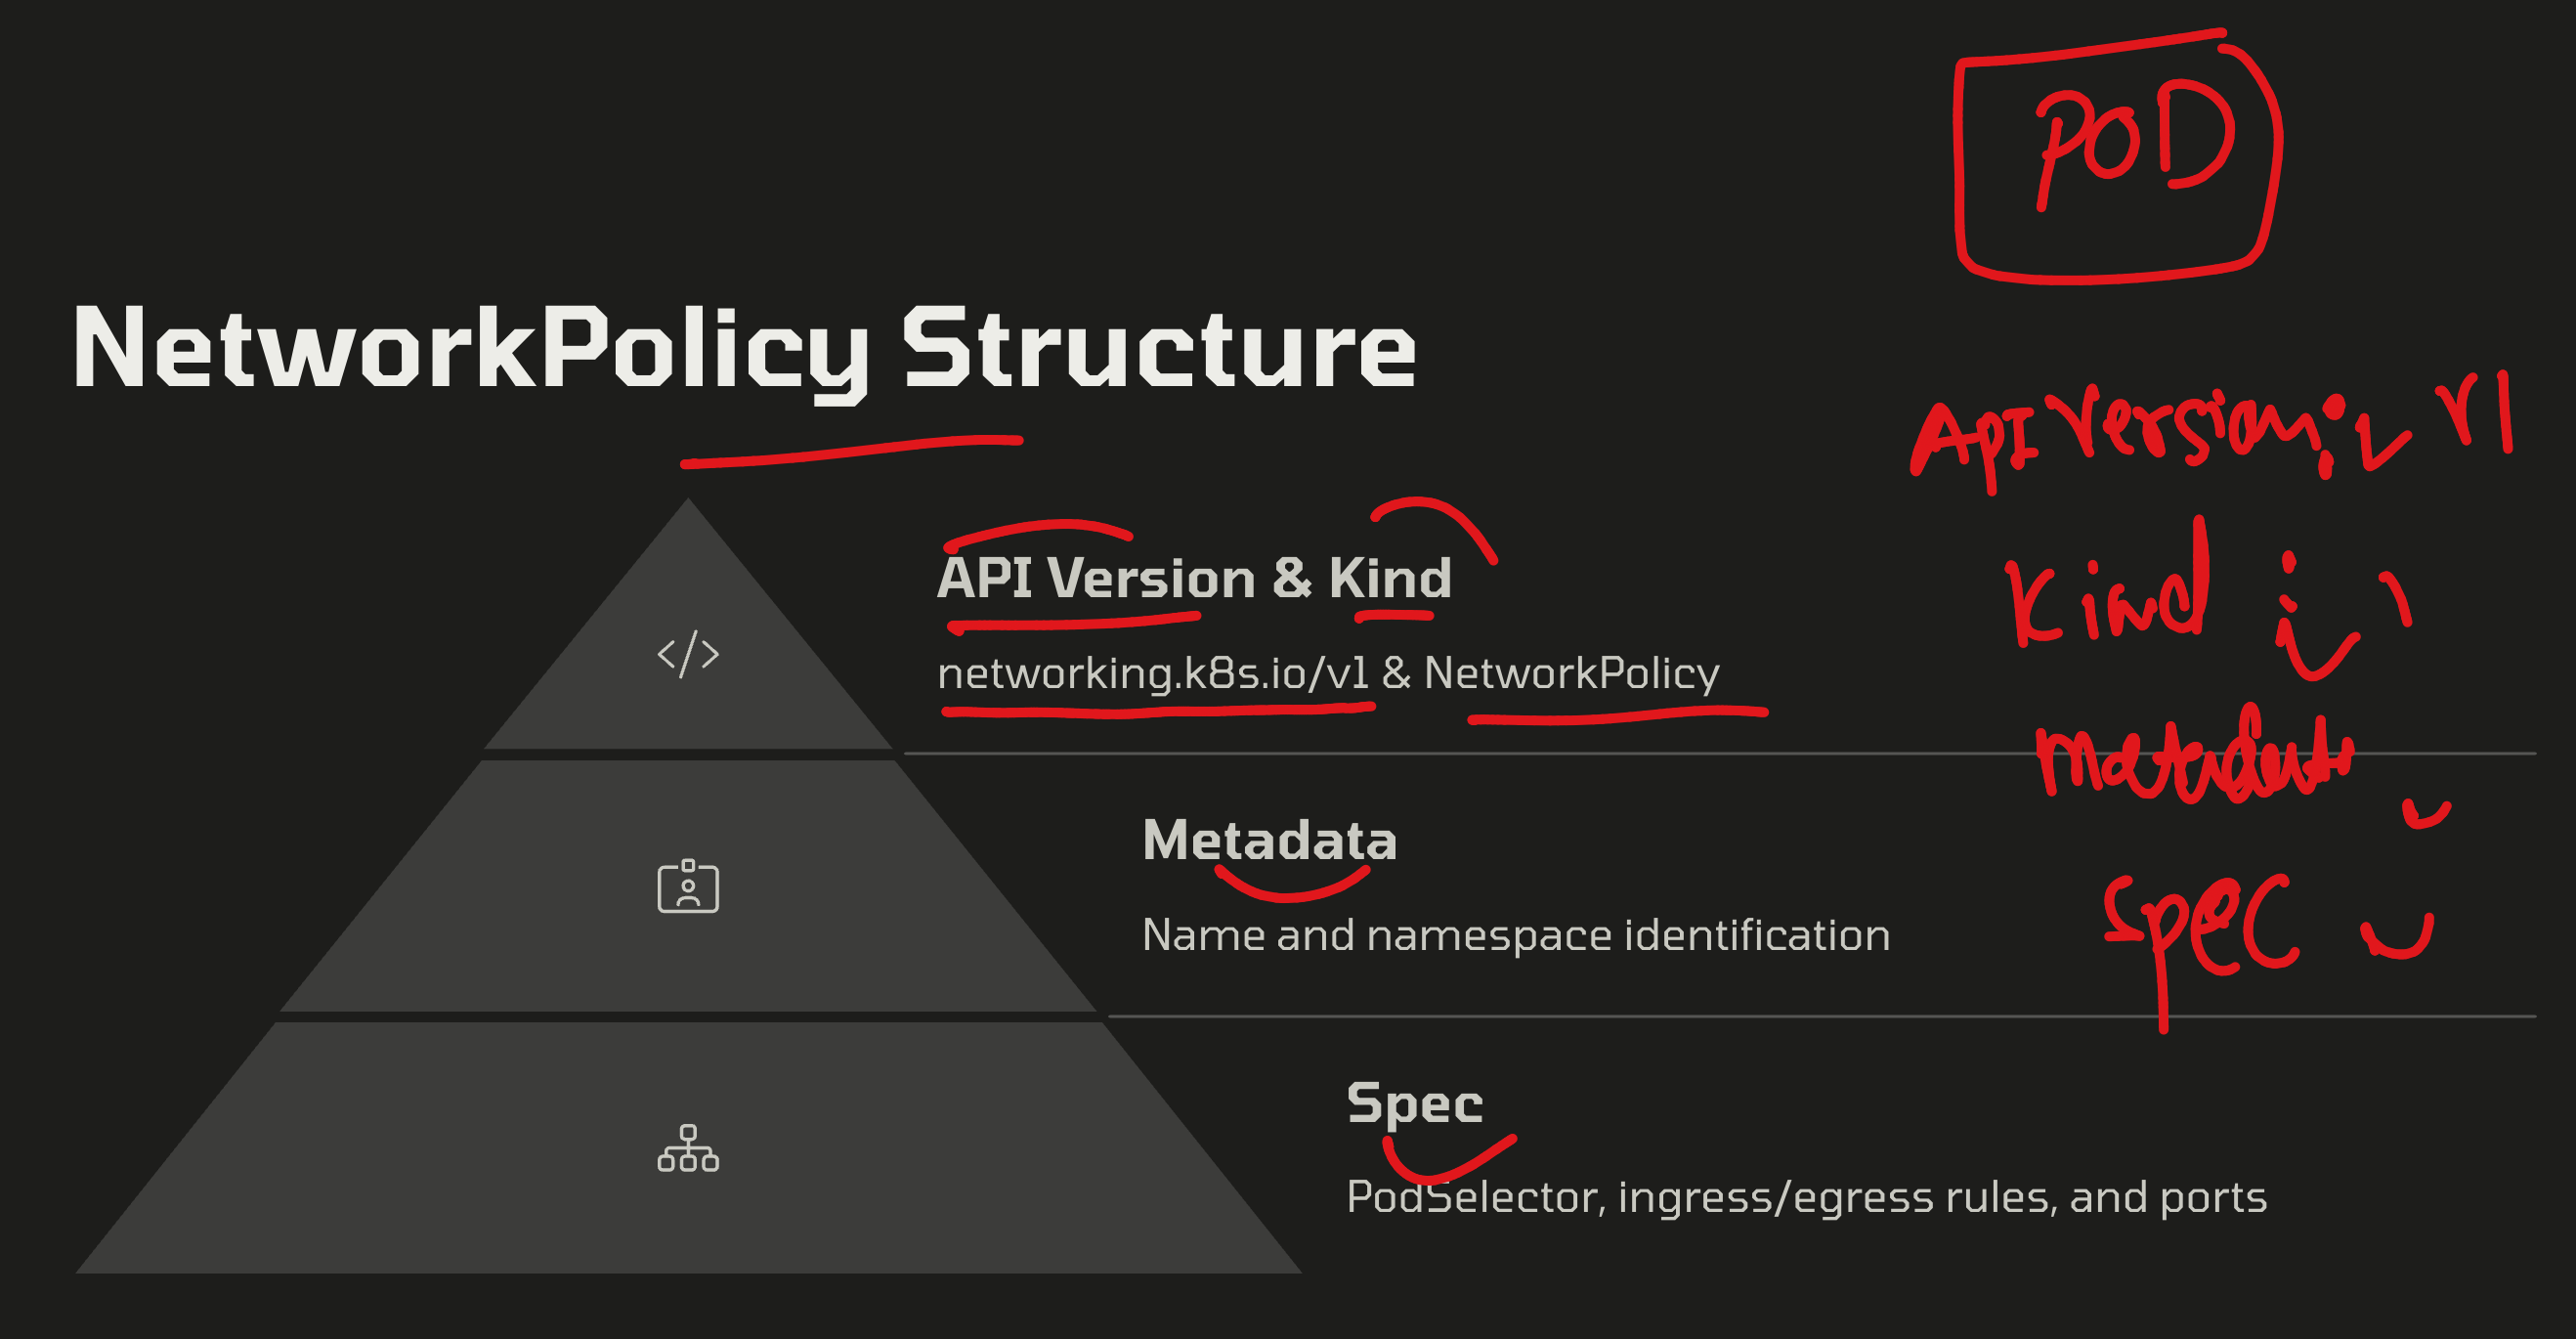 POD
NetworkPolicy Structure
API Version: v1
Kind :
API Version & Kind
networking.k8s.io/v1 & NetworkPolicy
Metadata
Name and namespace identification
spec
Spec
PodSelector, ingress/egress rules, and ports